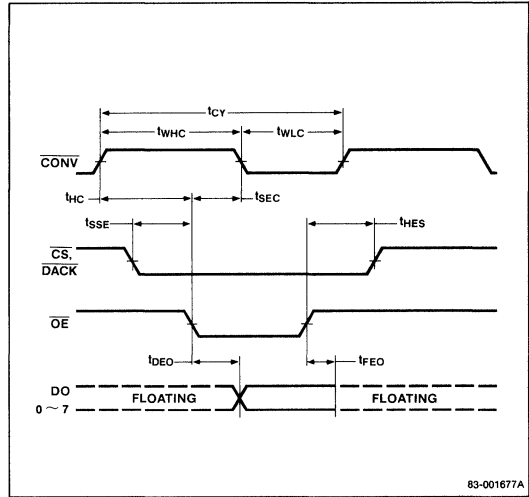 tCY
tWHC
tWLC
CONV
tHC
tSEC
tSSE
tHES
CS,
DACK
OE
tDEO
tFEO
DO
0 ~ 7
FLOATING
FLOATING
83-001677A